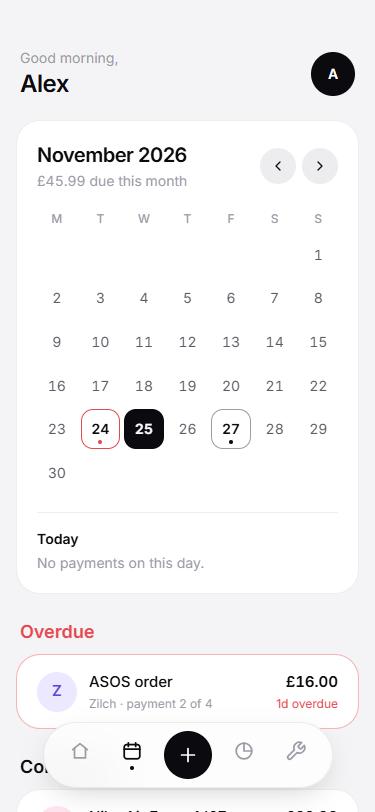 Good morning,
Alex
A
November 2026
£45.99 due this month
M T W T F S S
1
2 3 4 5 6 7 8
9 10 11 12 13 14 15
16 17 18 19 20 21 22
23 24 25 26 27 28 29
30
Today
No payments on this day.
Overdue
Z
ASOS order
£16.00
Zilch · payment 2 of 4
1d overdue